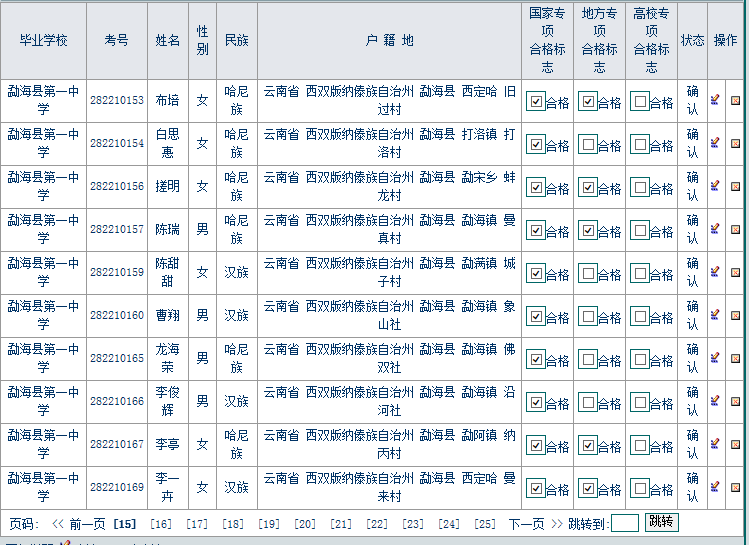 毕业学校 考号 姓名 性别 民族 户 籍 地 国家专项合格标志 地方专项合格标志 高校专项合格标志 状态 操作
勐海县第一中学 282210153 布培 女 哈尼族 云南省 西双版纳傣族自治州 勐海县 西定哈 旧过村 合格 合格 合格 确认
勐海县第一中学 282210154 白思惠 女 哈尼族 云南省 西双版纳傣族自治州 勐海县 打洛镇 打洛村 合格 合格 合格 确认
勐海县第一中学 282210156 搓明 女 哈尼族 云南省 西双版纳傣族自治州 勐海县 勐宋乡 蚌龙村 合格 合格 合格 确认
勐海县第一中学 282210157 陈瑞 男 哈尼族 云南省 西双版纳傣族自治州 勐海县 勐海镇 曼真村 合格 合格 合格 确认
勐海县第一中学 282210159 陈甜甜 女 汉族 云南省 西双版纳傣族自治州 勐海县 勐满镇 城子村 合格 合格 合格 确认
勐海县第一中学 282210160 曹翔 男 汉族 云南省 西双版纳傣族自治州 勐海县 勐海镇 象山社 合格 合格 合格 确认
勐海县第一中学 282210165 龙海荣 男 哈尼族 云南省 西双版纳傣族自治州 勐海县 勐海镇 佛双社 合格 合格 合格 确认
勐海县第一中学 282210166 李俊辉 男 汉族 云南省 西双版纳傣族自治州 勐海县 勐海镇 沿河社 合格 合格 合格 确认
勐海县第一中学 282210167 李亭 女 哈尼族 云南省 西双版纳傣族自治州 勐海县 勐阿镇 纳丙村 合格 合格 合格 确认
勐海县第一中学 282210169 李一卉 女 汉族 云南省 西双版纳傣族自治州 勐海县 西定哈 曼来村 合格 合格 合格 确认
页码： << 前一页 [15] [16] [17] [18] [19] [20] [21] [22] [23] [24] [25] 下一页 >> 跳转到: 跳转